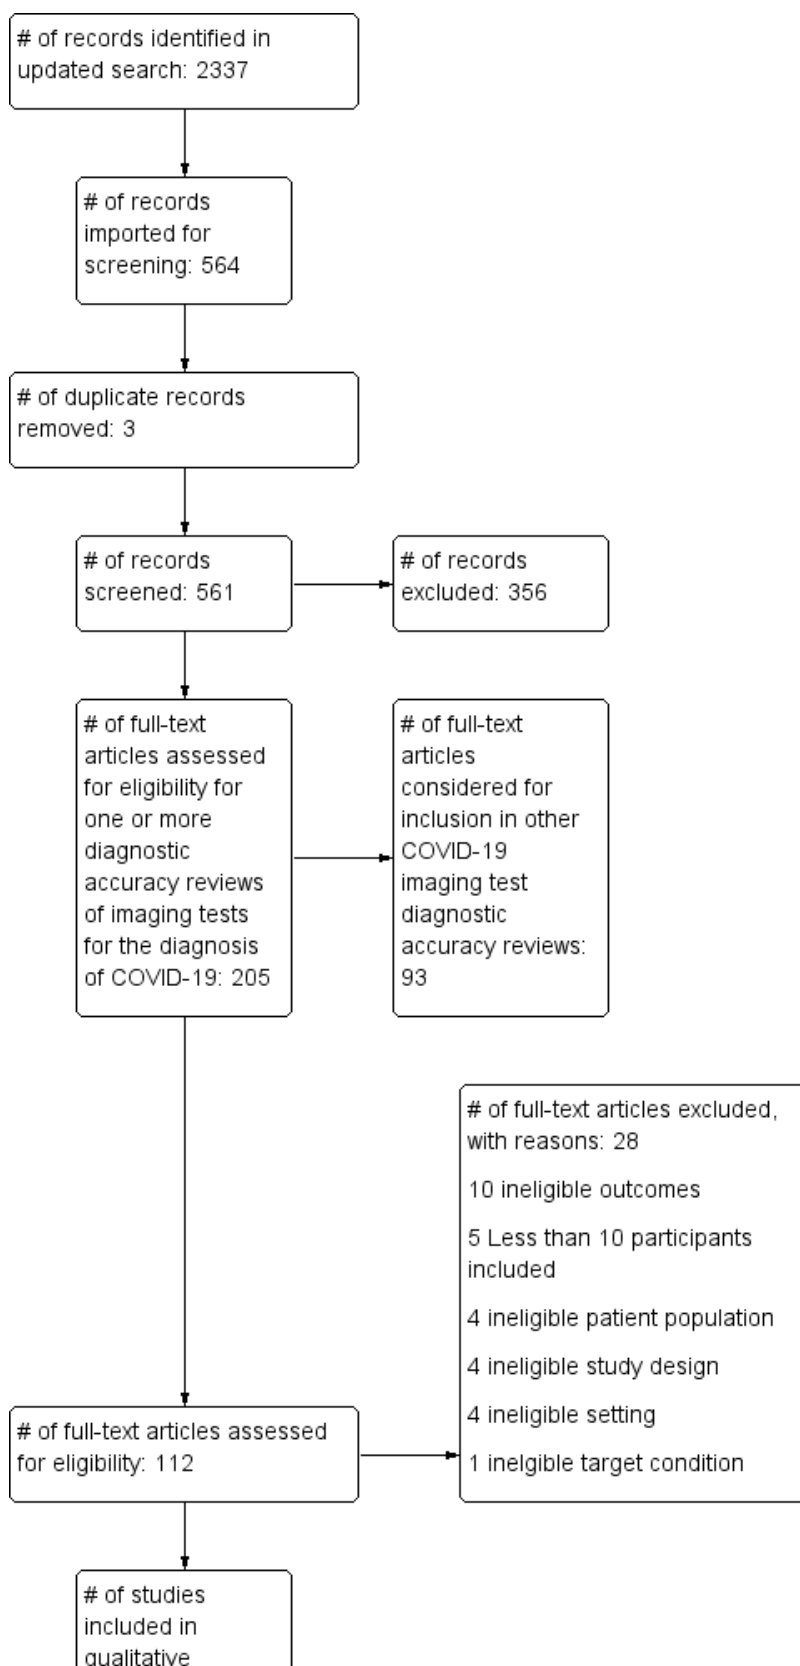 # of records identified in
updated search: 2337
# of records
imported for
screening: 564
# of duplicate records
removed: 3
# of records
screened: 561
# of records
excluded: 356
# of full-text
articles assessed
for eligibility for
one or more
diagnostic
accuracy reviews
of imaging tests
for the diagnosis
of COVID-19: 205
# of full-text
articles
considered for
inclusion in other
COVID-19
imaging test
diagnostic
accuracy reviews:
93
# of full-text articles excluded,
with reasons: 28
10 ineligible outcomes
5 Less than 10 participants
included
4 ineligible patient population
4 ineligible study design
4 ineligible setting
1 inelgible target condition
# of full-text articles assessed
for eligibility: 112
# of studies
included in
qualitative